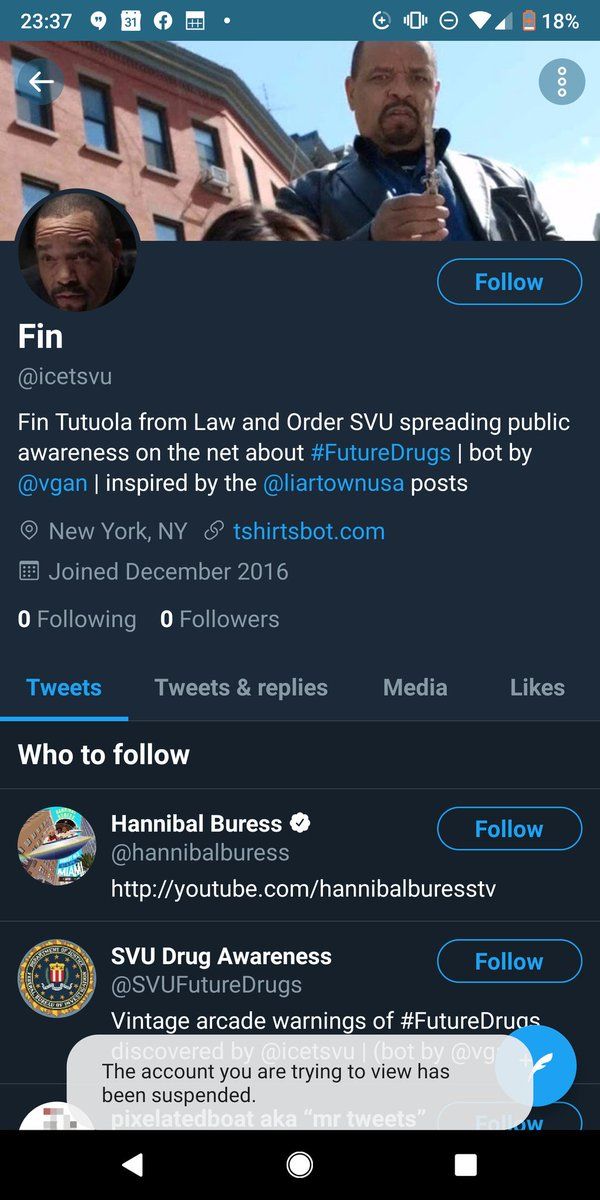 23:37 31 18%
Follow
Fin
@icetsvu
Fin Tutuola from Law and Order SVU spreading public
awareness on the net about #FutureDrugs | bot by
@vgan | inspired by the @liartownusa posts
New York, NY tshirtsbot.com
Joined December 2016
0 Following 0 Followers
Tweets Tweets & replies Media Likes
Who to follow
Hannibal Buress
@hannibalburess
Follow
http://youtube.com/hannibalburesstv
MIAMI
SVU Drug Awareness
@SVUFutureDrugs
Follow
Vintage arcade warnings of #FutureDrugs
discovered by @icetsvu | (bot by @vg
The account you are trying to view has
been suspended.
pixelatedboat aka “mr tweets”
Follow